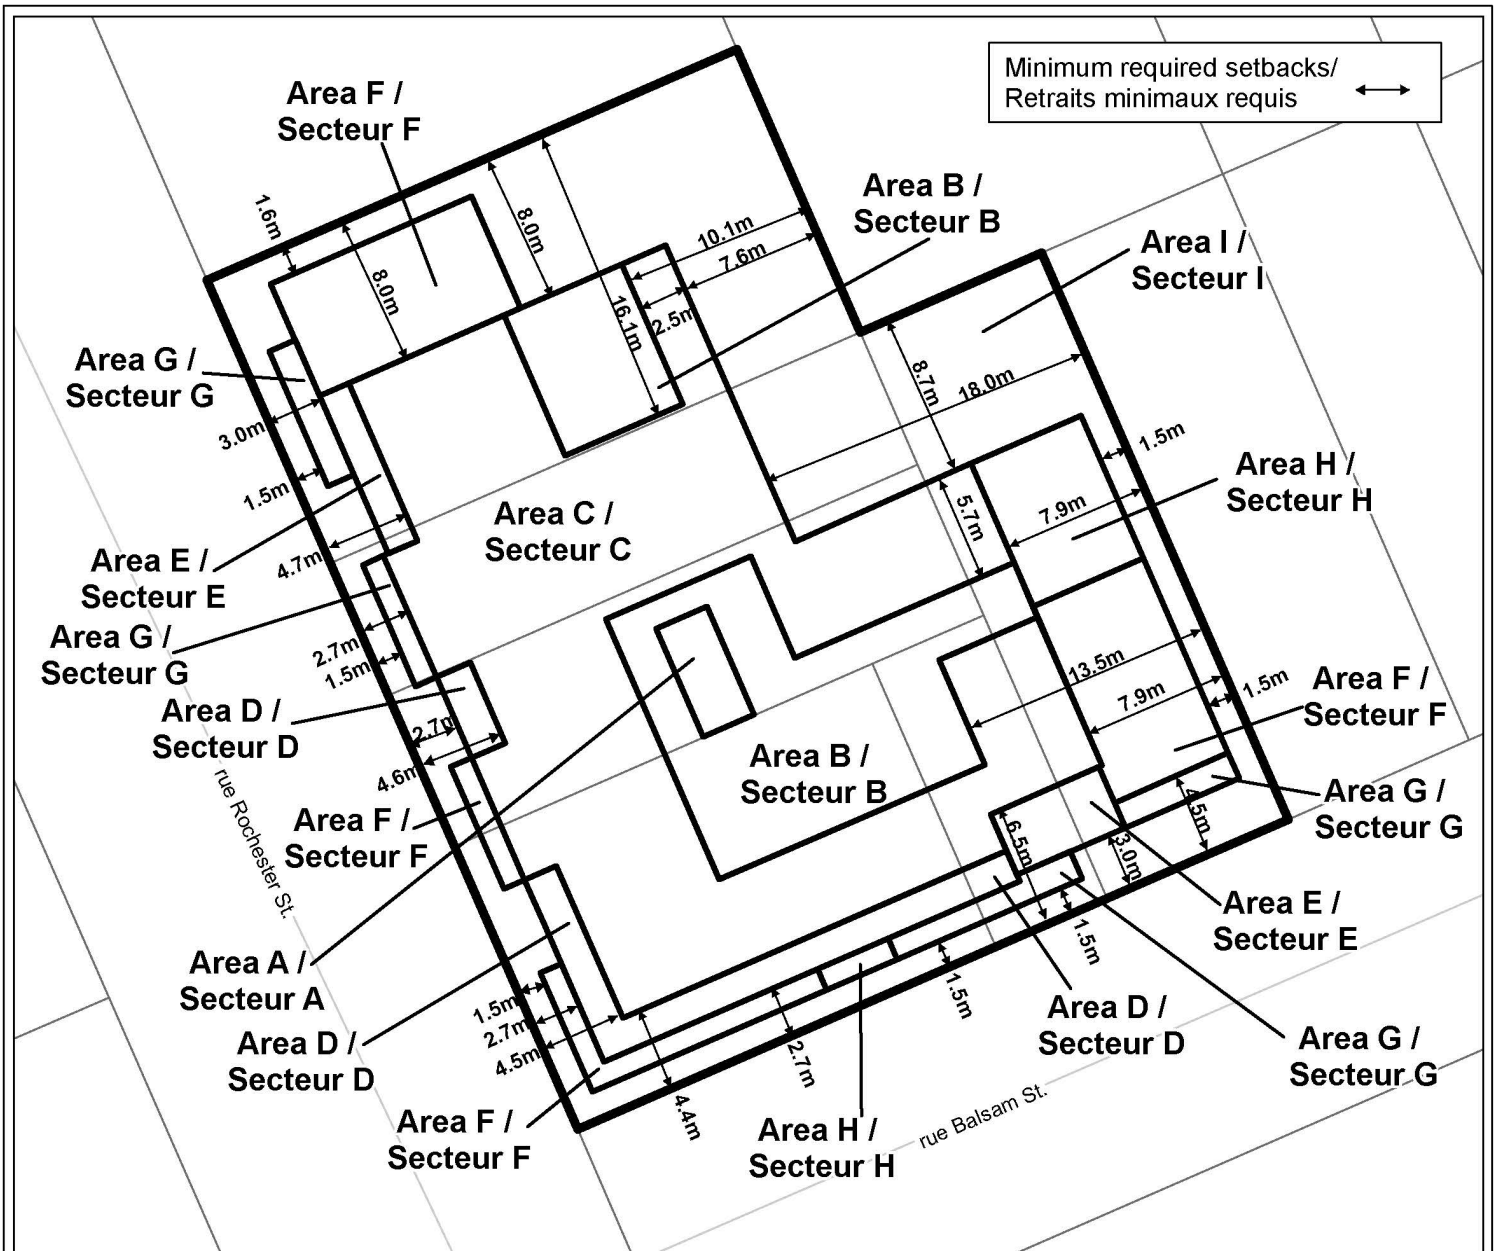 Minimum required setbacks/
Retraits minimaux requis
Area F /
Secteur F
1.6m
8.0m
8.0m
16.1m
10.1m
7.6m
2.5m
Area B /
Secteur B
Area I /
Secteur I
8.7m
18.0m
1.5m
Area G /
Secteur G
3.0m
1.5m
Area H /
Secteur H
7.9m
5.7m
Area C /
Secteur C
4.7m
Area E /
Secteur E
Area G /
Secteur G
2.7m
1.5m
13.5m
7.9m
1.5m
Area F /
Secteur F
Area D /
Secteur D
2.7m
4.6m
Area B /
Secteur B
Area G /
Secteur G
4.5m
6.5m
3.0m
Area F /
Secteur F
rue Rochester St.
Area E /
Secteur E
1.5m
Area A /
Secteur A
1.5m
2.7m
4.5m
1.5m
Area D /
Secteur D
Area D /
Secteur D
Area G /
Secteur G
2.7m
4.4m
Area F /
Secteur F
Area H /
Secteur H
rue Balsam St.